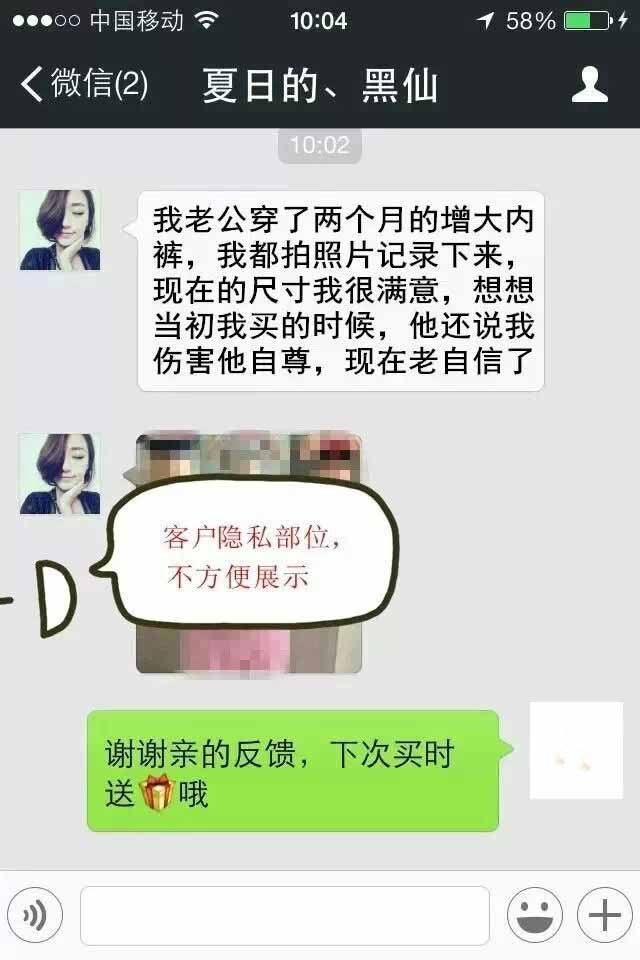 中国移动 10:04 58%
微信(2) 夏日的、黑仙
10:02
我老公穿了两个月的增大内
裤，我都拍照片记录下来，
现在的尺寸我很满意，想想
当初我买的时候，他还说我
伤害他自尊，现在老自信了
客户隐私部位，
不方便展示
谢谢亲的反馈，下次买时
送🎁哦